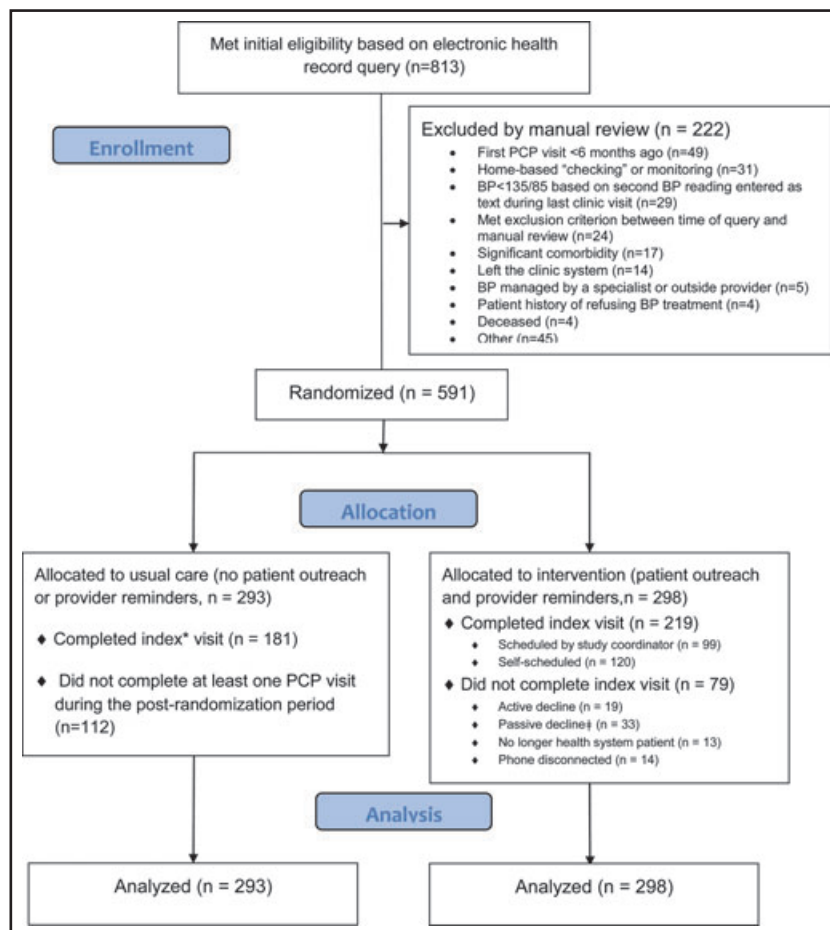 Met initial eligibility based on electronic health
record query (n=813)
Enrollment
Excluded by manual review (n = 222)
• First PCP visit <6 months ago (n=49)
• Home-based “checking” or monitoring (n=31)
• BP<135/85 based on second BP reading entered as
text during last clinic visit (n=29)
• Met exclusion criterion between time of query and
manual review (n=24)
• Significant comorbidity (n=17)
• Left the clinic system (n=14)
• BP managed by a specialist or outside provider (n=5)
• Patient history of refusing BP treatment (n=4)
• Deceased (n=4)
• Other (n=45)
Randomized (n = 591)
Allocation
Allocated to usual care (no patient outreach
or provider reminders, n = 293)
♦ Completed index* visit (n = 181)
♦ Did not complete at least one PCP visit
during the post-randomization period
(n=112)
Allocated to intervention (patient outreach
and provider reminders,n = 298)
♦ Completed index visit (n = 219)
♦ Scheduled by study coordinator (n = 99)
♦ Self-scheduled (n = 120)
♦ Did not complete index visit (n = 79)
♦ Active decline (n = 19)
♦ Passive decline‡ (n = 33)
♦ No longer health system patient (n = 13)
♦ Phone disconnected (n = 14)
Analysis
Analyzed (n = 293)
Analyzed (n = 298)